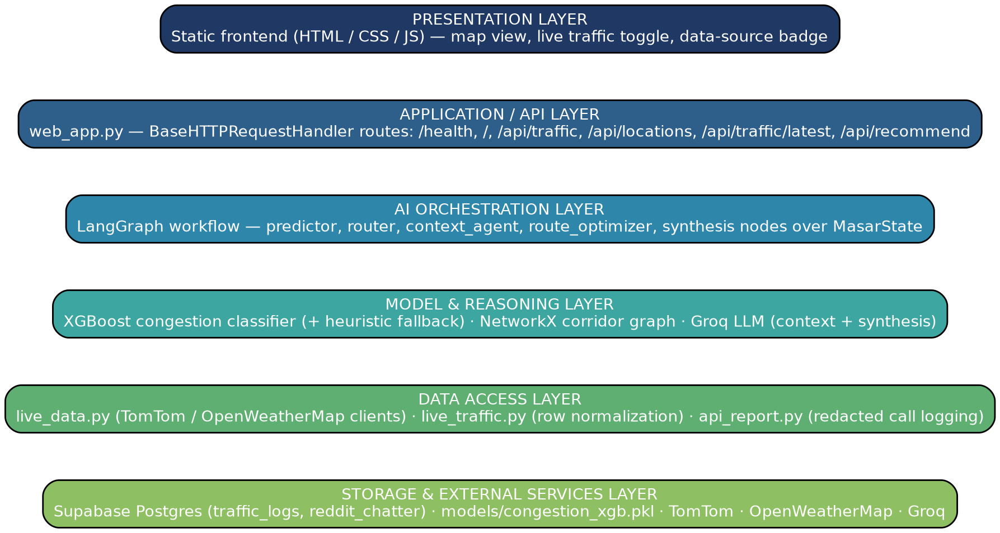 PRESENTATION LAYER
Static frontend (HTML / CSS / JS) — map view, live traffic toggle, data-source badge
APPLICATION / API LAYER
web_app.py — BaseHTTPRequestHandler routes: /health, /, /api/traffic, /api/locations, /api/traffic/latest, /api/recommend
AI ORCHESTRATION LAYER
LangGraph workflow — predictor, router, context_agent, route_optimizer, synthesis nodes over MasarState
MODEL & REASONING LAYER
XGBoost congestion classifier (+ heuristic fallback) · NetworkX corridor graph · Groq LLM (context + synthesis)
DATA ACCESS LAYER
live_data.py (TomTom / OpenWeatherMap clients) · live_traffic.py (row normalization) · api_report.py (redacted call logging)
STORAGE & EXTERNAL SERVICES LAYER
Supabase Postgres (traffic_logs, reddit_chatter) · models/congestion_xgb.pkl · TomTom · OpenWeatherMap · Groq